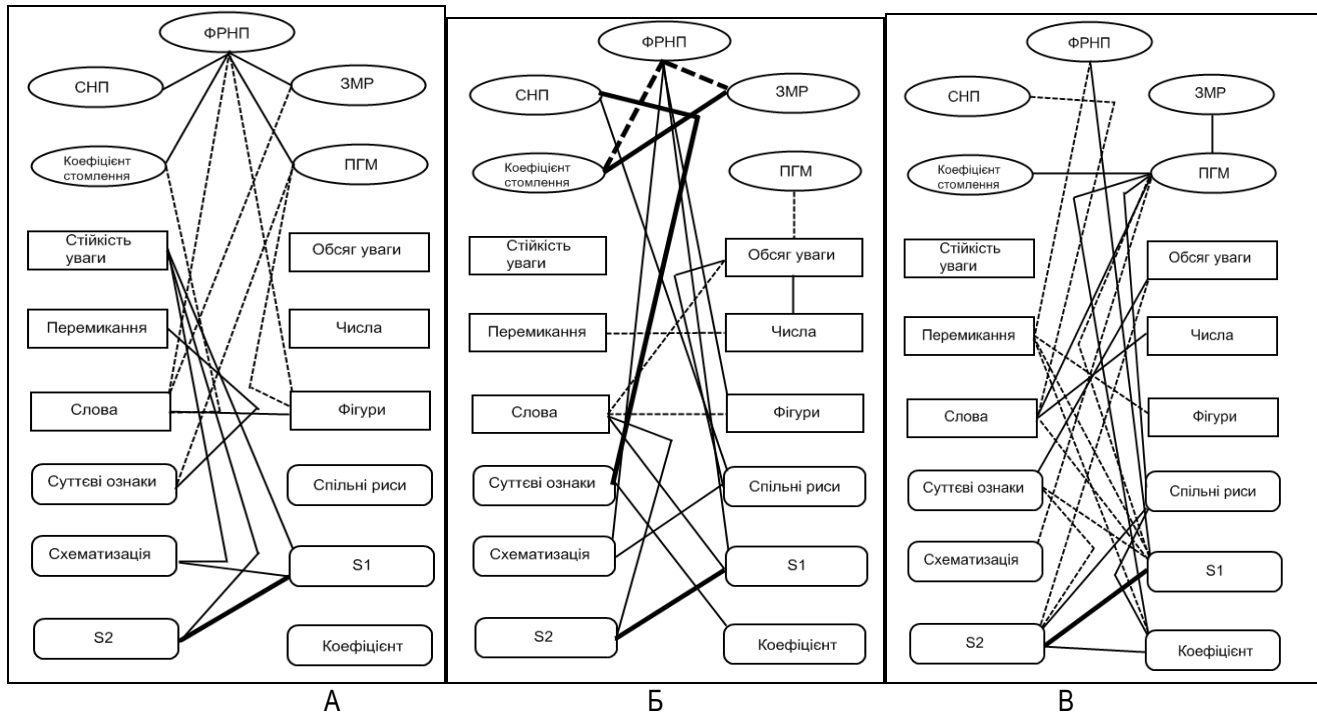 ФРНП
СНП
ЗМР
Коефіцієнт
стомлення
ПГМ
Стійкість
уваги
Обсяг уваги
Перемикання
Числа
Слова
Фігури
Суттєві ознаки
Спільні риси
Схематизація
S1
S2
Коефіцієнт
А
ФРНП
СНП
ЗМР
Коефіцієнт
стомлення
ПГМ
Стійкість
уваги
Обсяг уваги
Перемикання
Числа
Слова
Фігури
Суттєві ознаки
Спільні риси
Схематизація
S1
S2
Коефіцієнт
Б
ФРНП
СНП
ЗМР
Коефіцієнт
стомлення
ПГМ
Стійкість
уваги
Обсяг уваги
Перемикання
Числа
Слова
Фігури
Суттєві ознаки
Спільні риси
Схематизація
S1
S2
Коефіцієнт
В